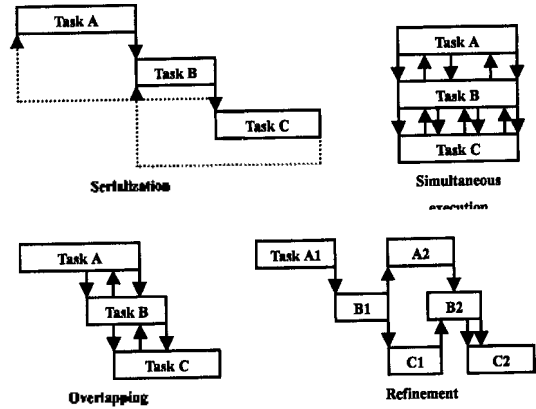 Task A
Task B
Task C
Serialization
Task A
Task B
Task C
Simultaneous
execution
Task A
Task B
Task C
Overlapping
Task A1
A2
B1
B2
C1
C2
Refinement